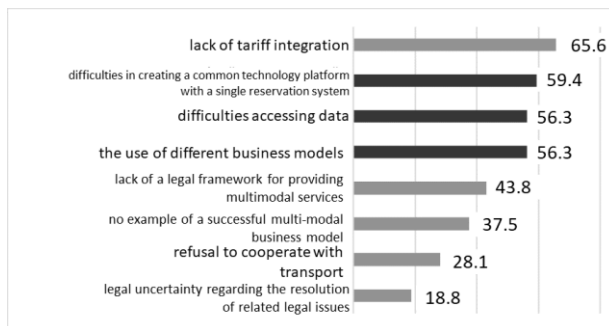 lack of tariff integration
65.6
difficulties in creating a common technology platform
with a single reservation system
59.4
difficulties accessing data
56.3
the use of different business models
56.3
lack of a legal framework for providing
multimodal services
43.8
no example of a successful multi-modal
business model
37.5
refusal to cooperate with
transport
28.1
legal uncertainty regarding the resolution
of related legal issues
18.8